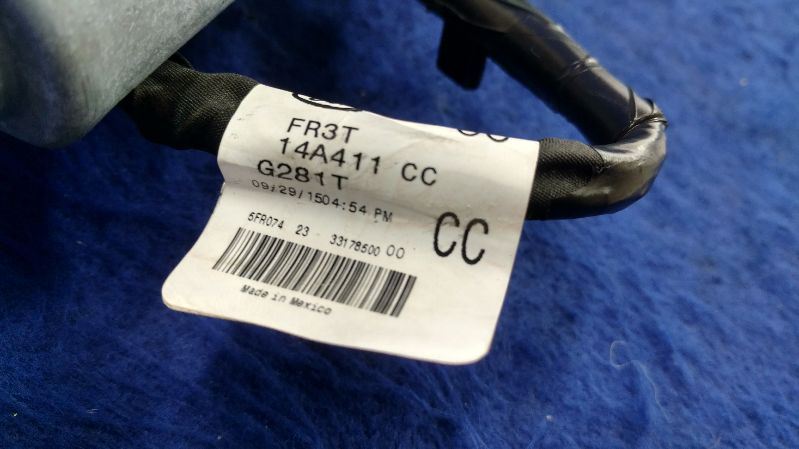 FR3T
14A411 CC
G281T
09/29/1504:54 PM
5FR074 23 33178500 00
CC
Made in Mexico